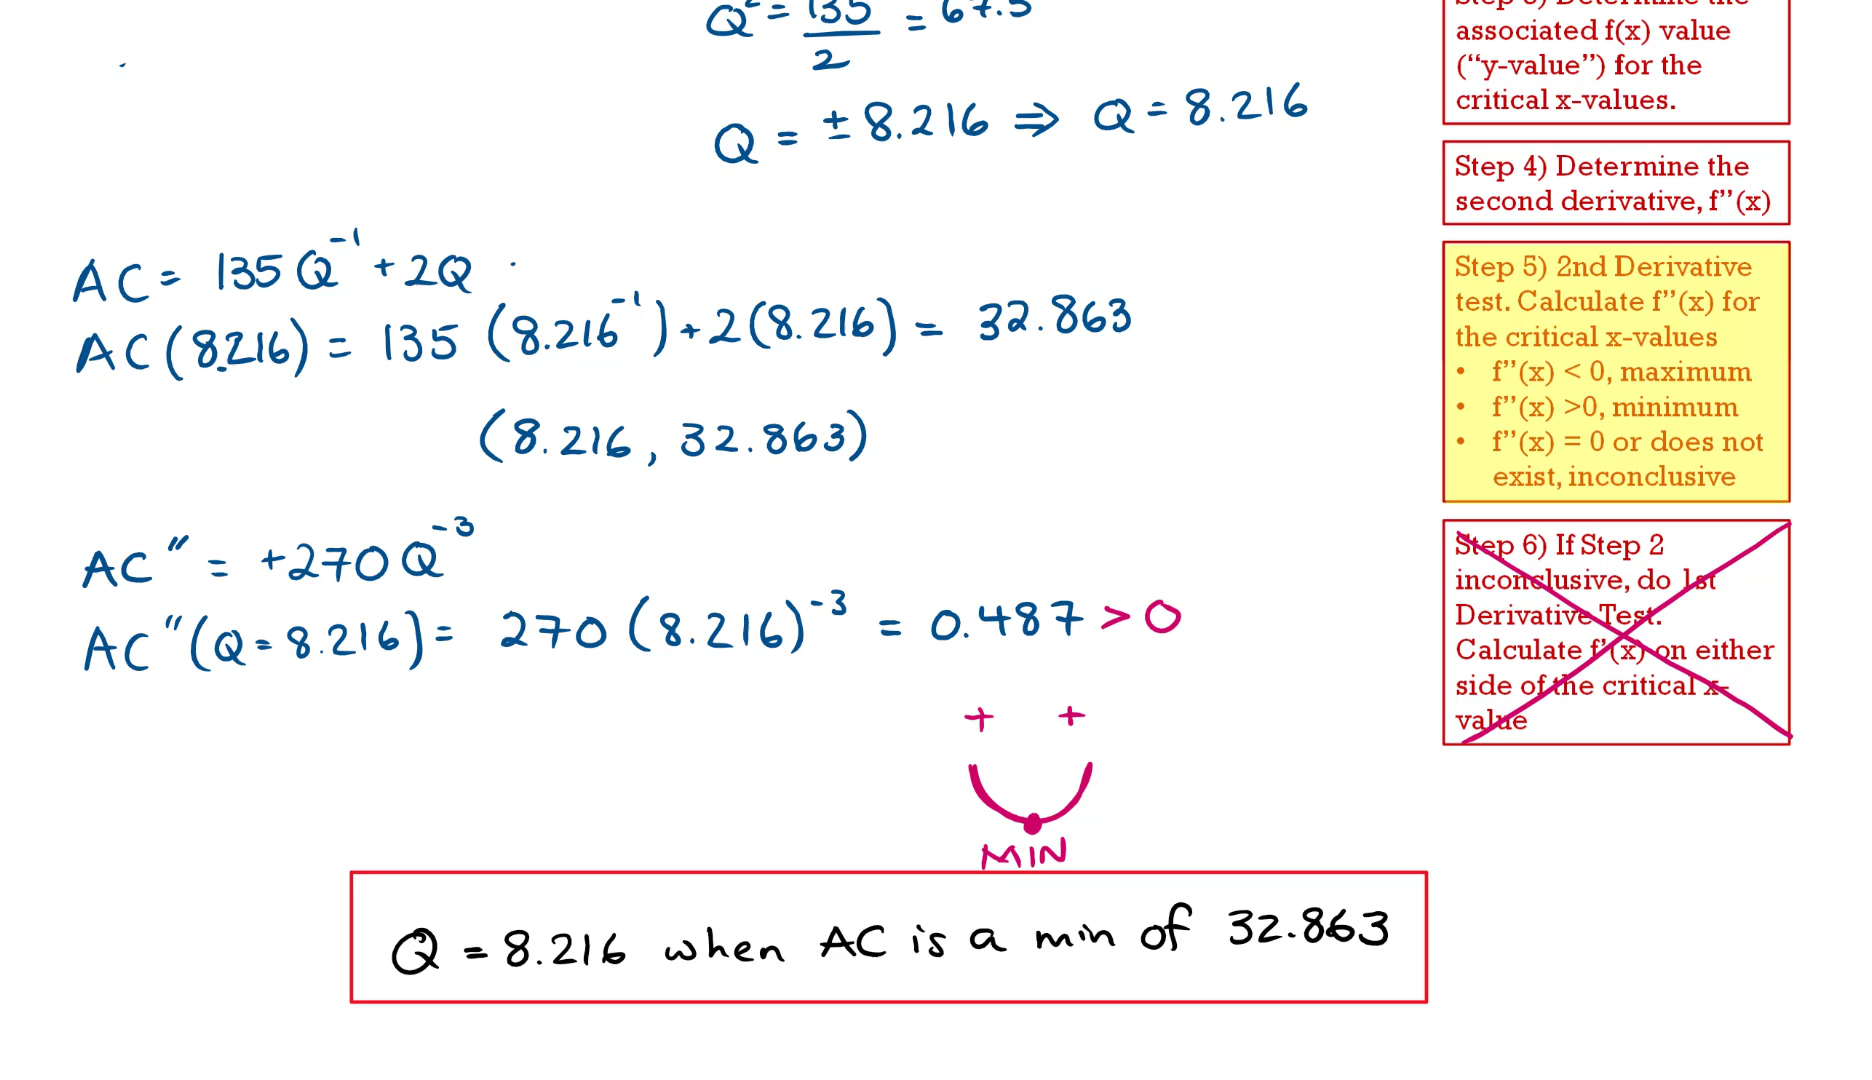 Q² = 135 / 2 = 67.5
Q = ± 8.216 ⇒ Q = 8.216
AC = 135 Q⁻¹ + 2Q
AC (8.216) = 135 (8.216⁻¹) + 2(8.216) = 32.863
(8.216, 32.863)
AC″ = +270 Q⁻³
AC″(Q = 8.216) = 270 (8.216)⁻³ = 0.487 > 0
+ +
MIN
Q = 8.216 when AC is a min of 32.863
Determine the
associated f(x) value
(“y-value”) for the
critical x-values.
Step 4) Determine the
second derivative, f’’(x)
Step 5) 2nd Derivative
test. Calculate f’’(x) for
the critical x-values
• f’’(x) < 0, maximum
• f’’(x) >0, minimum
• f’’(x) = 0 or does not
exist, inconclusive
Step 6) If Step 2
inconclusive, do 1st
Derivative Test.
Calculate f’(x) on either
side of the critical x-
value